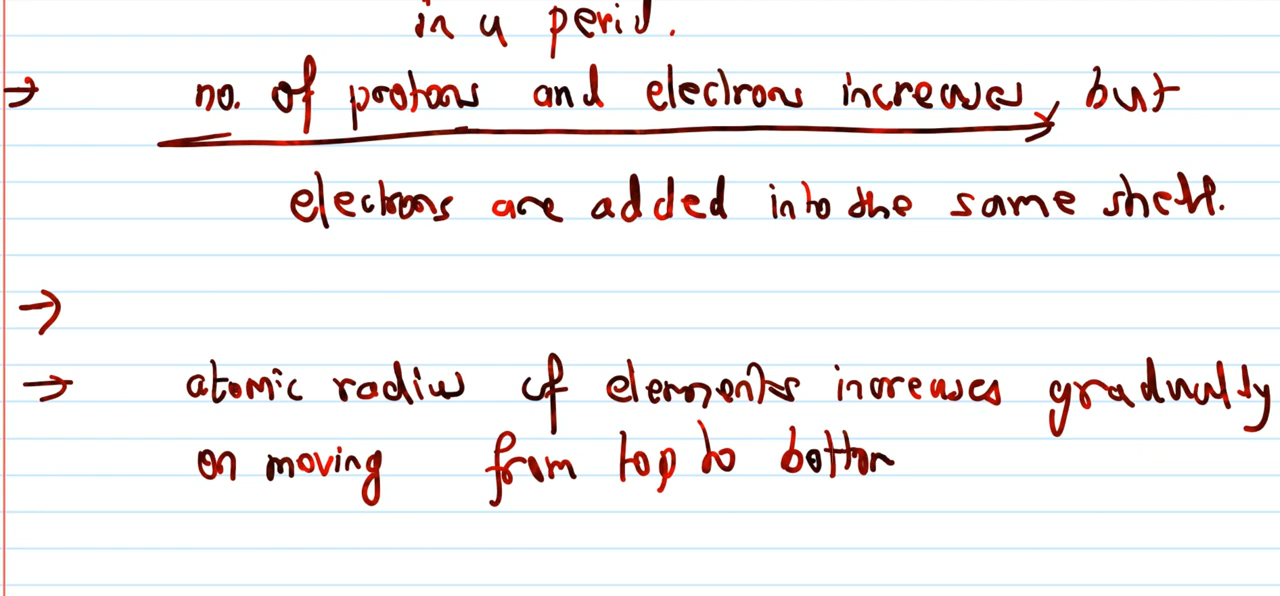 in a period.
→ no. of protons and electrons increases, but
electrons are added into the same shell.
→
→ atomic radius of elements increases gradually
on moving from top to bottom